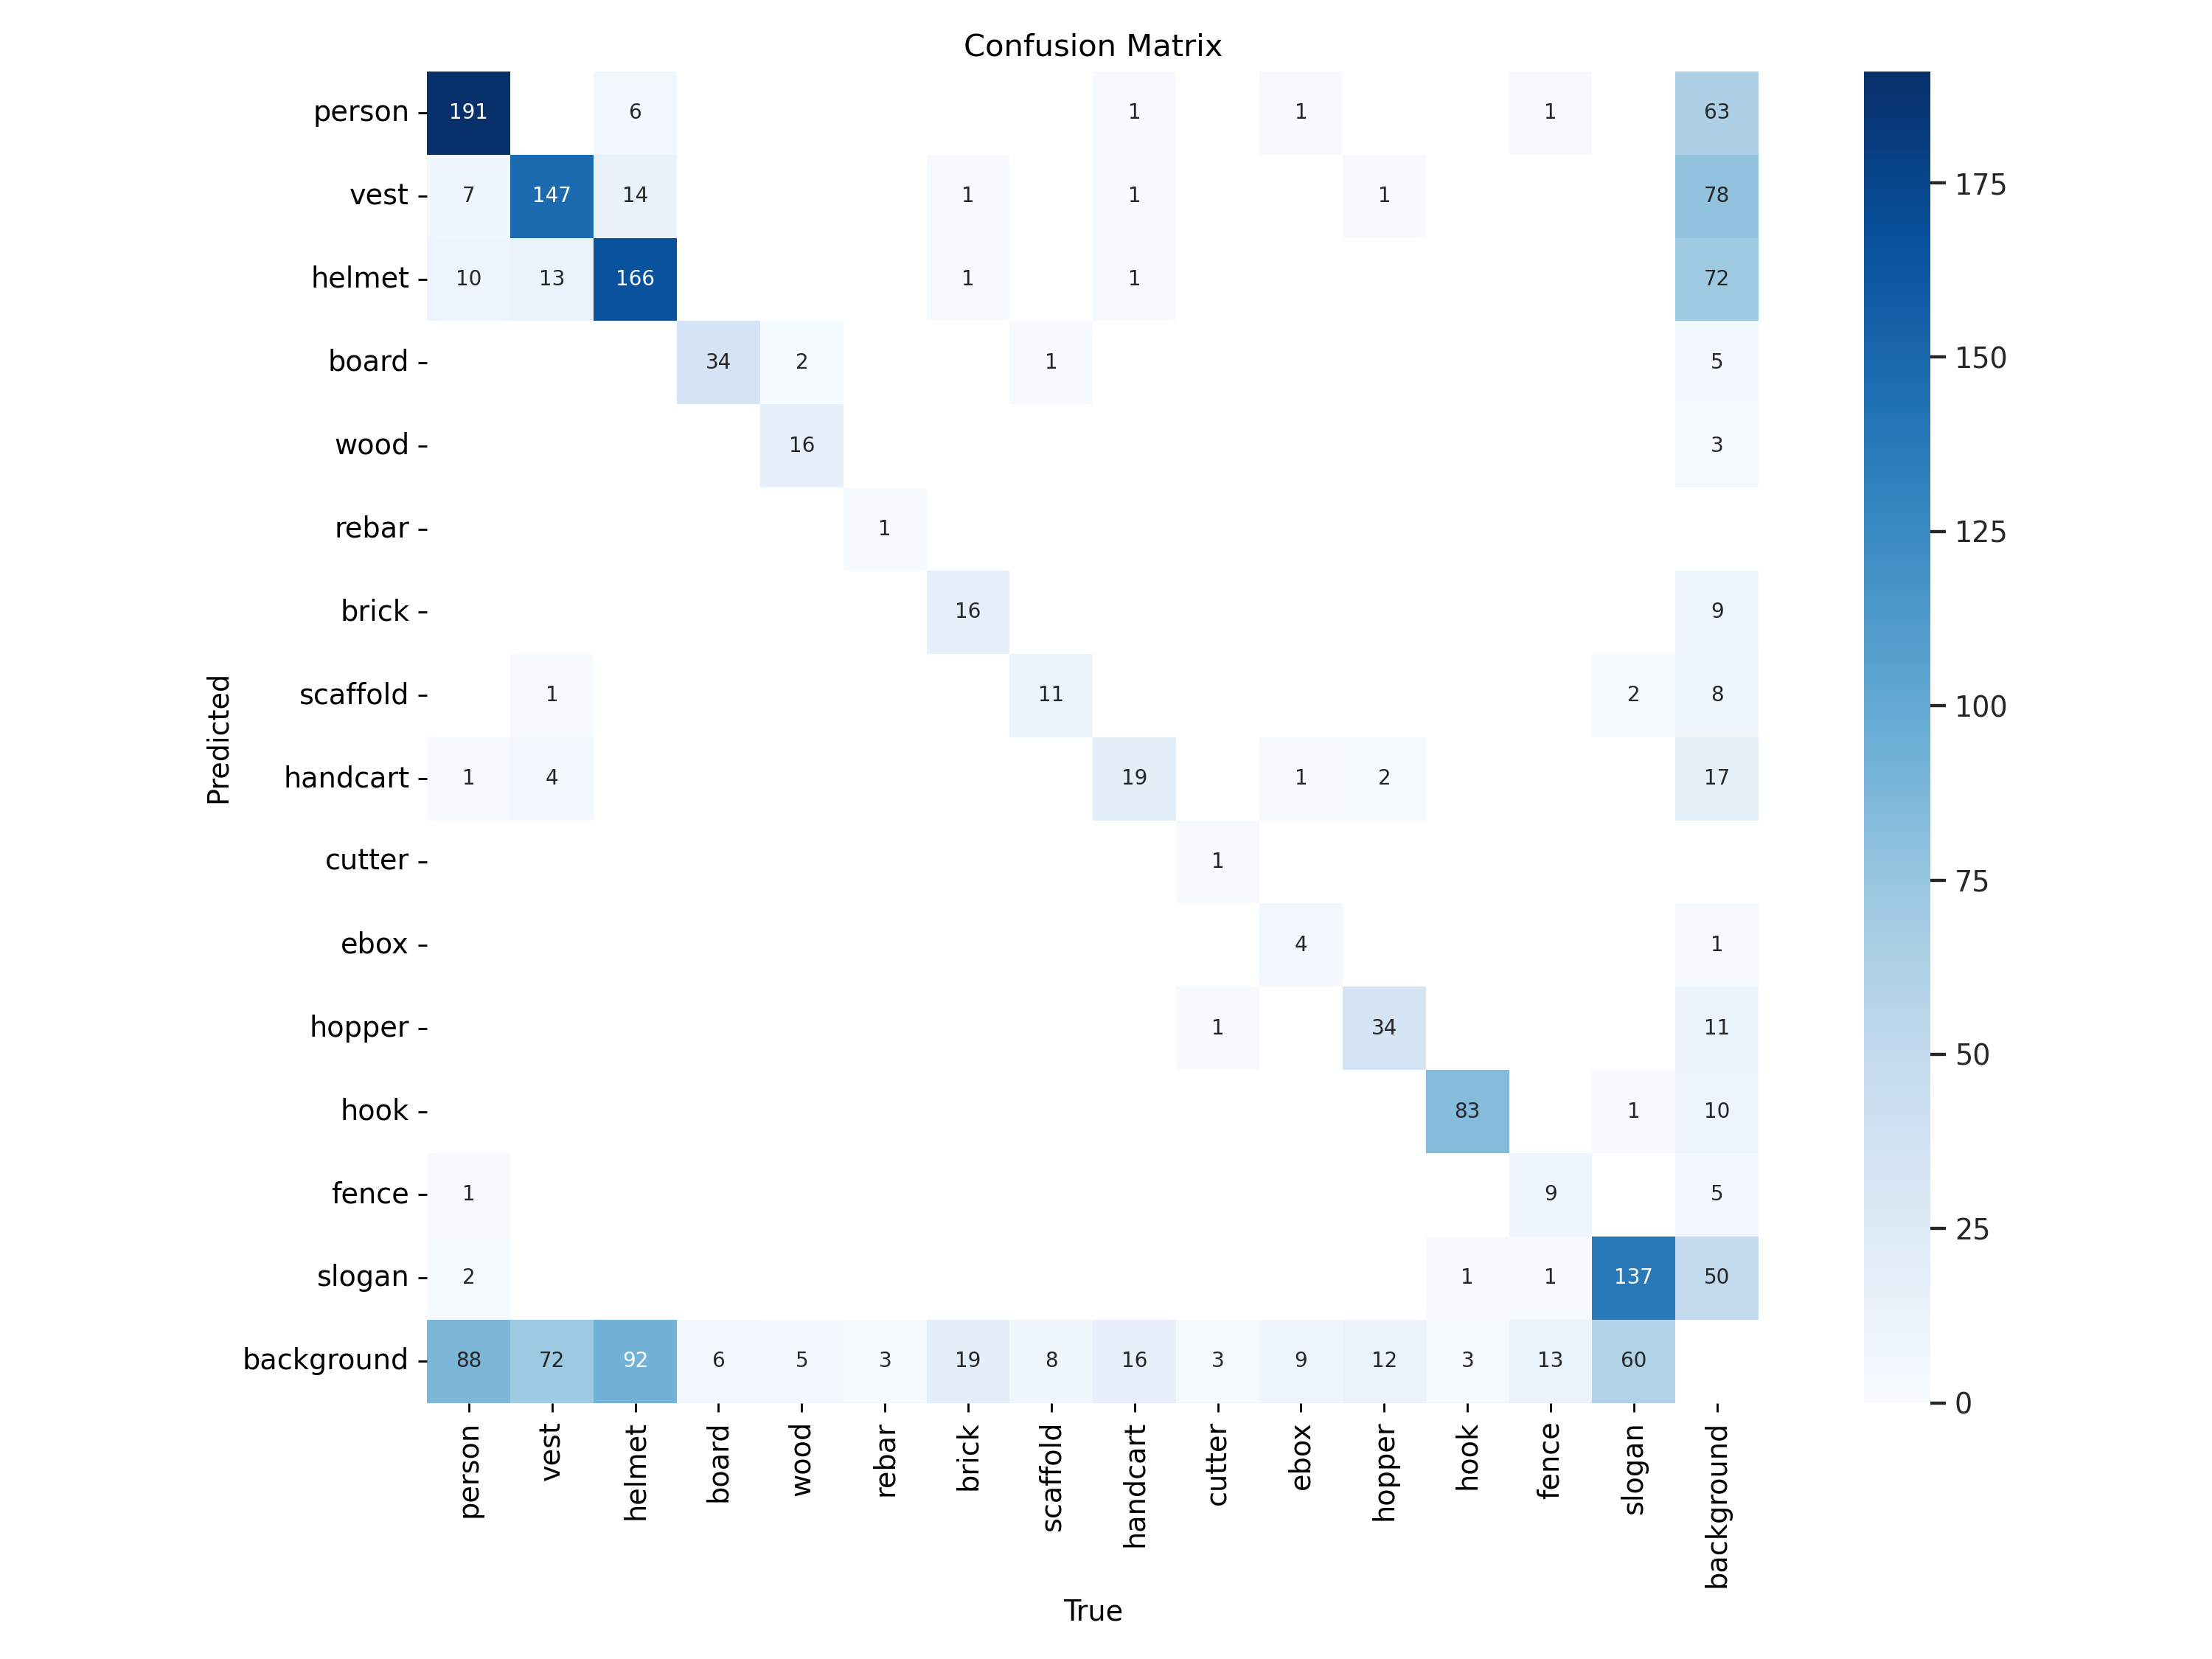 Confusion Matrix
person 191 6 1 1 1 63
vest 7 147 14 1 1 1 78
helmet 10 13 166 1 1 72
board 34 2 1 5
wood 16 3
rebar 1
brick 16 9
scaffold 1 11 2 8
handcart 1 4 19 1 2 17
cutter 1
ebox 4 1
hopper 1 34 11
hook 83 1 10
fence 1 9 5
slogan 2 1 1 137 50
background 88 72 92 6 5 3 19 8 16 3 9 12 3 13 60
person vest helmet board wood rebar brick scaffold handcart cutter ebox hopper hook fence slogan background
True
Predicted
175
150
125
100
75
50
25
0